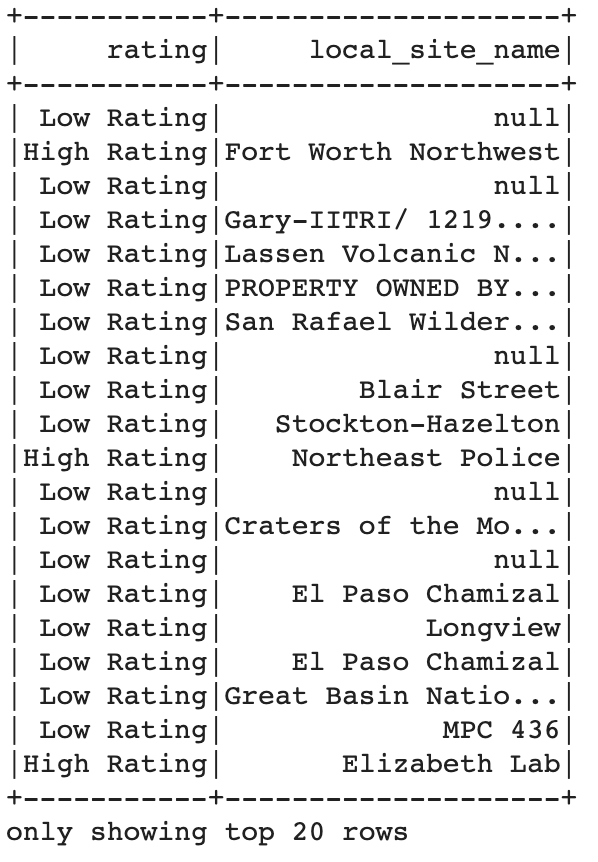 +-----------+--------------------+
|     rating|     local_site_name|
+-----------+--------------------+
| Low Rating|                null|
|High Rating|Fort Worth Northwest|
| Low Rating|                null|
| Low Rating|Gary-IITRI/ 1219....|
| Low Rating|Lassen Volcanic N...|
| Low Rating|PROPERTY OWNED BY...|
| Low Rating|San Rafael Wilder...|
| Low Rating|                null|
| Low Rating|        Blair Street|
| Low Rating|   Stockton-Hazelton|
|High Rating|    Northeast Police|
| Low Rating|                null|
| Low Rating|Craters of the Mo...|
| Low Rating|                null|
| Low Rating|    El Paso Chamizal|
| Low Rating|            Longview|
| Low Rating|    El Paso Chamizal|
| Low Rating|Great Basin Natio...|
| Low Rating|             MPC 436|
|High Rating|       Elizabeth Lab|
+-----------+--------------------+
only showing top 20 rows